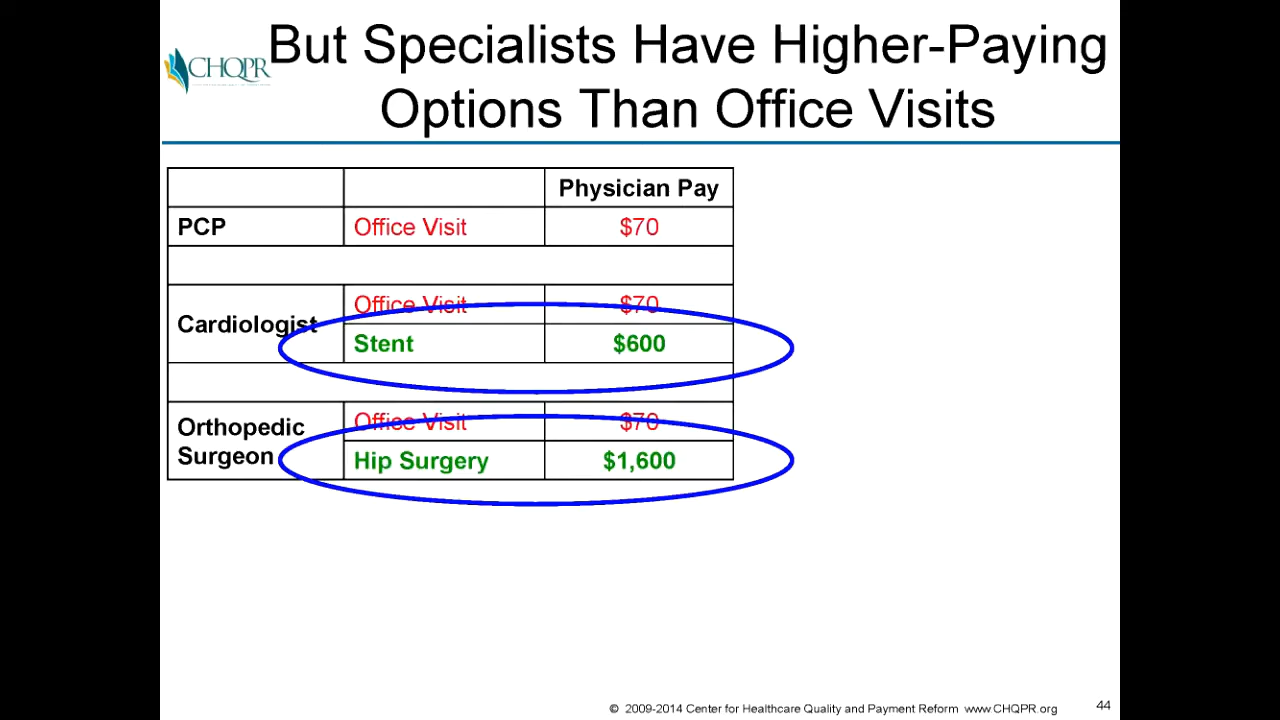 But Specialists Have Higher-Paying
CHQPR
Options Than Office Visits
Physician Pay
PCP Office Visit $70
Office Visit $70
Cardiologist
Stent $600
Office Visit $70
Orthopedic
Surgeon
Hip Surgery $1,600
© 2009-2014 Center for Healthcare Quality and Payment Reform www.CHQPR.org
44